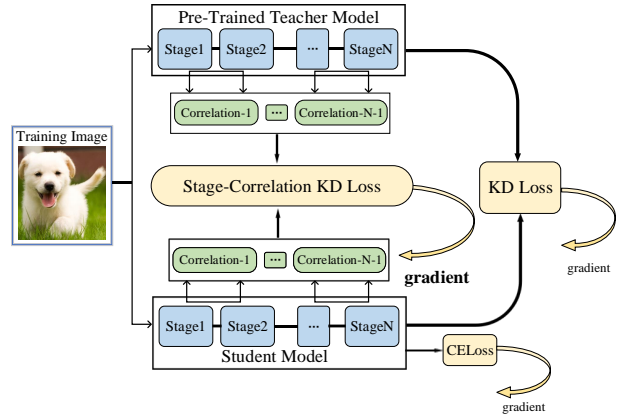 Pre-Trained Teacher Model
Stage1 Stage2 ... StageN
Correlation-1 ... Correlation-N-1
Training Image
Stage-Correlation KD Loss
KD Loss
Correlation-1 ... Correlation-N-1
gradient
gradient
Stage1 Stage2 ... StageN
Student Model
CELoss
gradient